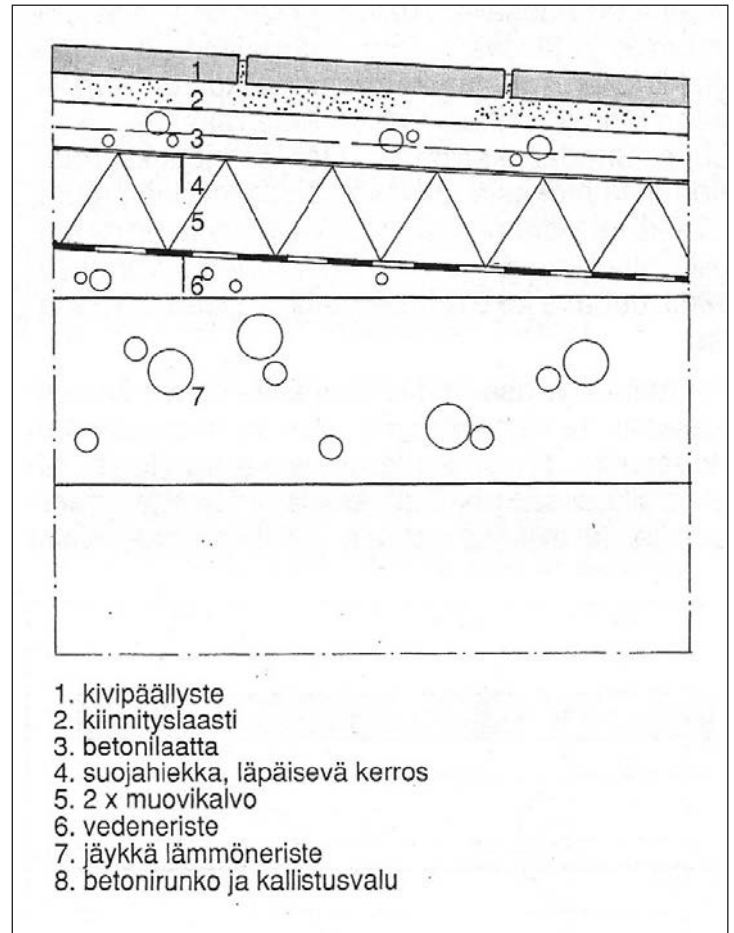 1
2
3
4
5
6
7
1. kivipäällyste
2. kiinnityslaasti
3. betonilaatta
4. suojahiekka, läpäisevä kerros
5. 2 x muovikalvo
6. vedeneriste
7. jäykkä lämmöneriste
8. betonirunko ja kallistusvalu